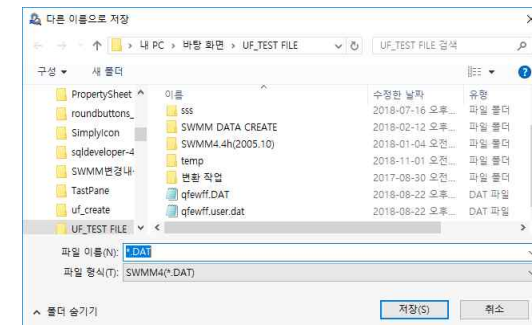 다른 이름으로 저장
내 PC > 바탕 화면 > UF_TEST FILE
UF_TEST FILE 검색
구성 새 폴더
이름 수정한 날짜 유형
PropertySheet
roundbuttons_
SimplyIcon
sqldeveloper-4
SWMM변경내
TastPane
uf_create
UF_TEST FILE
sss 2018-07-16 오후... 파일 폴더
SWMM DATA CREATE 2018-02-12 오후... 파일 폴더
SWMM4.4h(2005.10) 2018-01-04 오전... 파일 폴더
temp 2018-11-01 오전... 파일 폴더
변환 작업 2017-08-30 오전... 파일 폴더
qfewff.DAT 2018-08-22 오후... DAT 파일
qfewff.user.dat 2018-08-22 오후... DAT 파일
파일 이름(N): *.DAT
파일 형식(T): SWMM4(*.DAT)
폴더 숨기기 저장(S) 취소